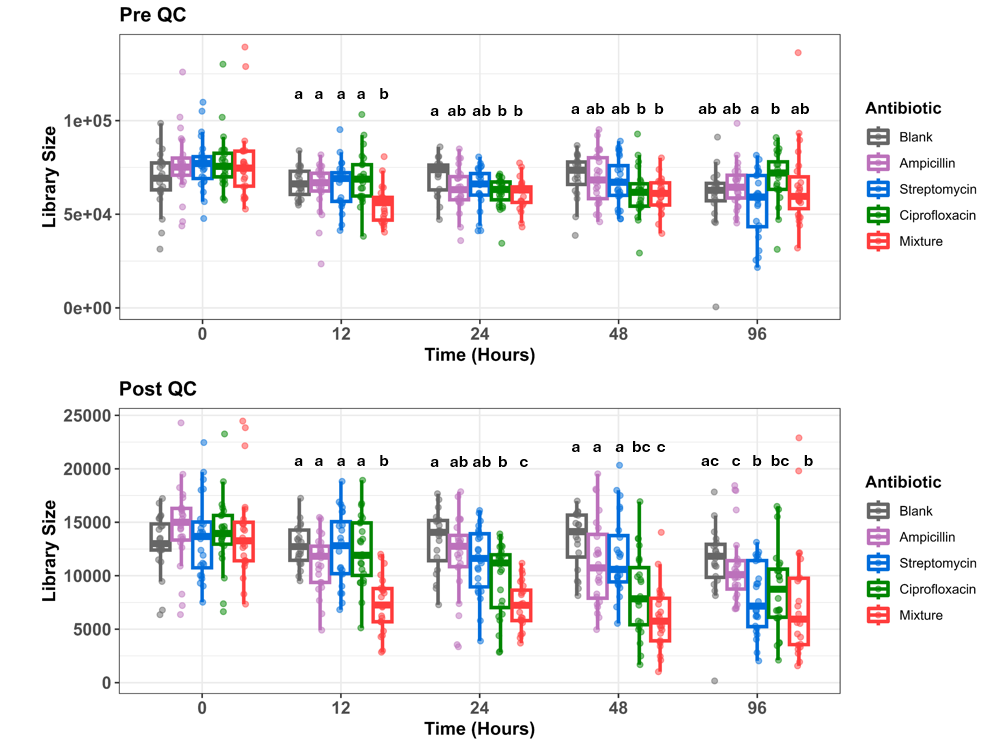 Pre QC
Library Size
1e+05
5e+04
0e+00
a a a a b
a ab ab b b
a ab ab b b
ab ab a b ab
0 12 24 48 96
Time (Hours)
Antibiotic
Blank
Ampicillin
Streptomycin
Ciprofloxacin
Mixture
Post QC
Library Size
25000
20000
15000
10000
5000
0
a a a a b
a ab ab b c
a a a bc c
ac c b bc b
0 12 24 48 96
Time (Hours)
Antibiotic
Blank
Ampicillin
Streptomycin
Ciprofloxacin
Mixture